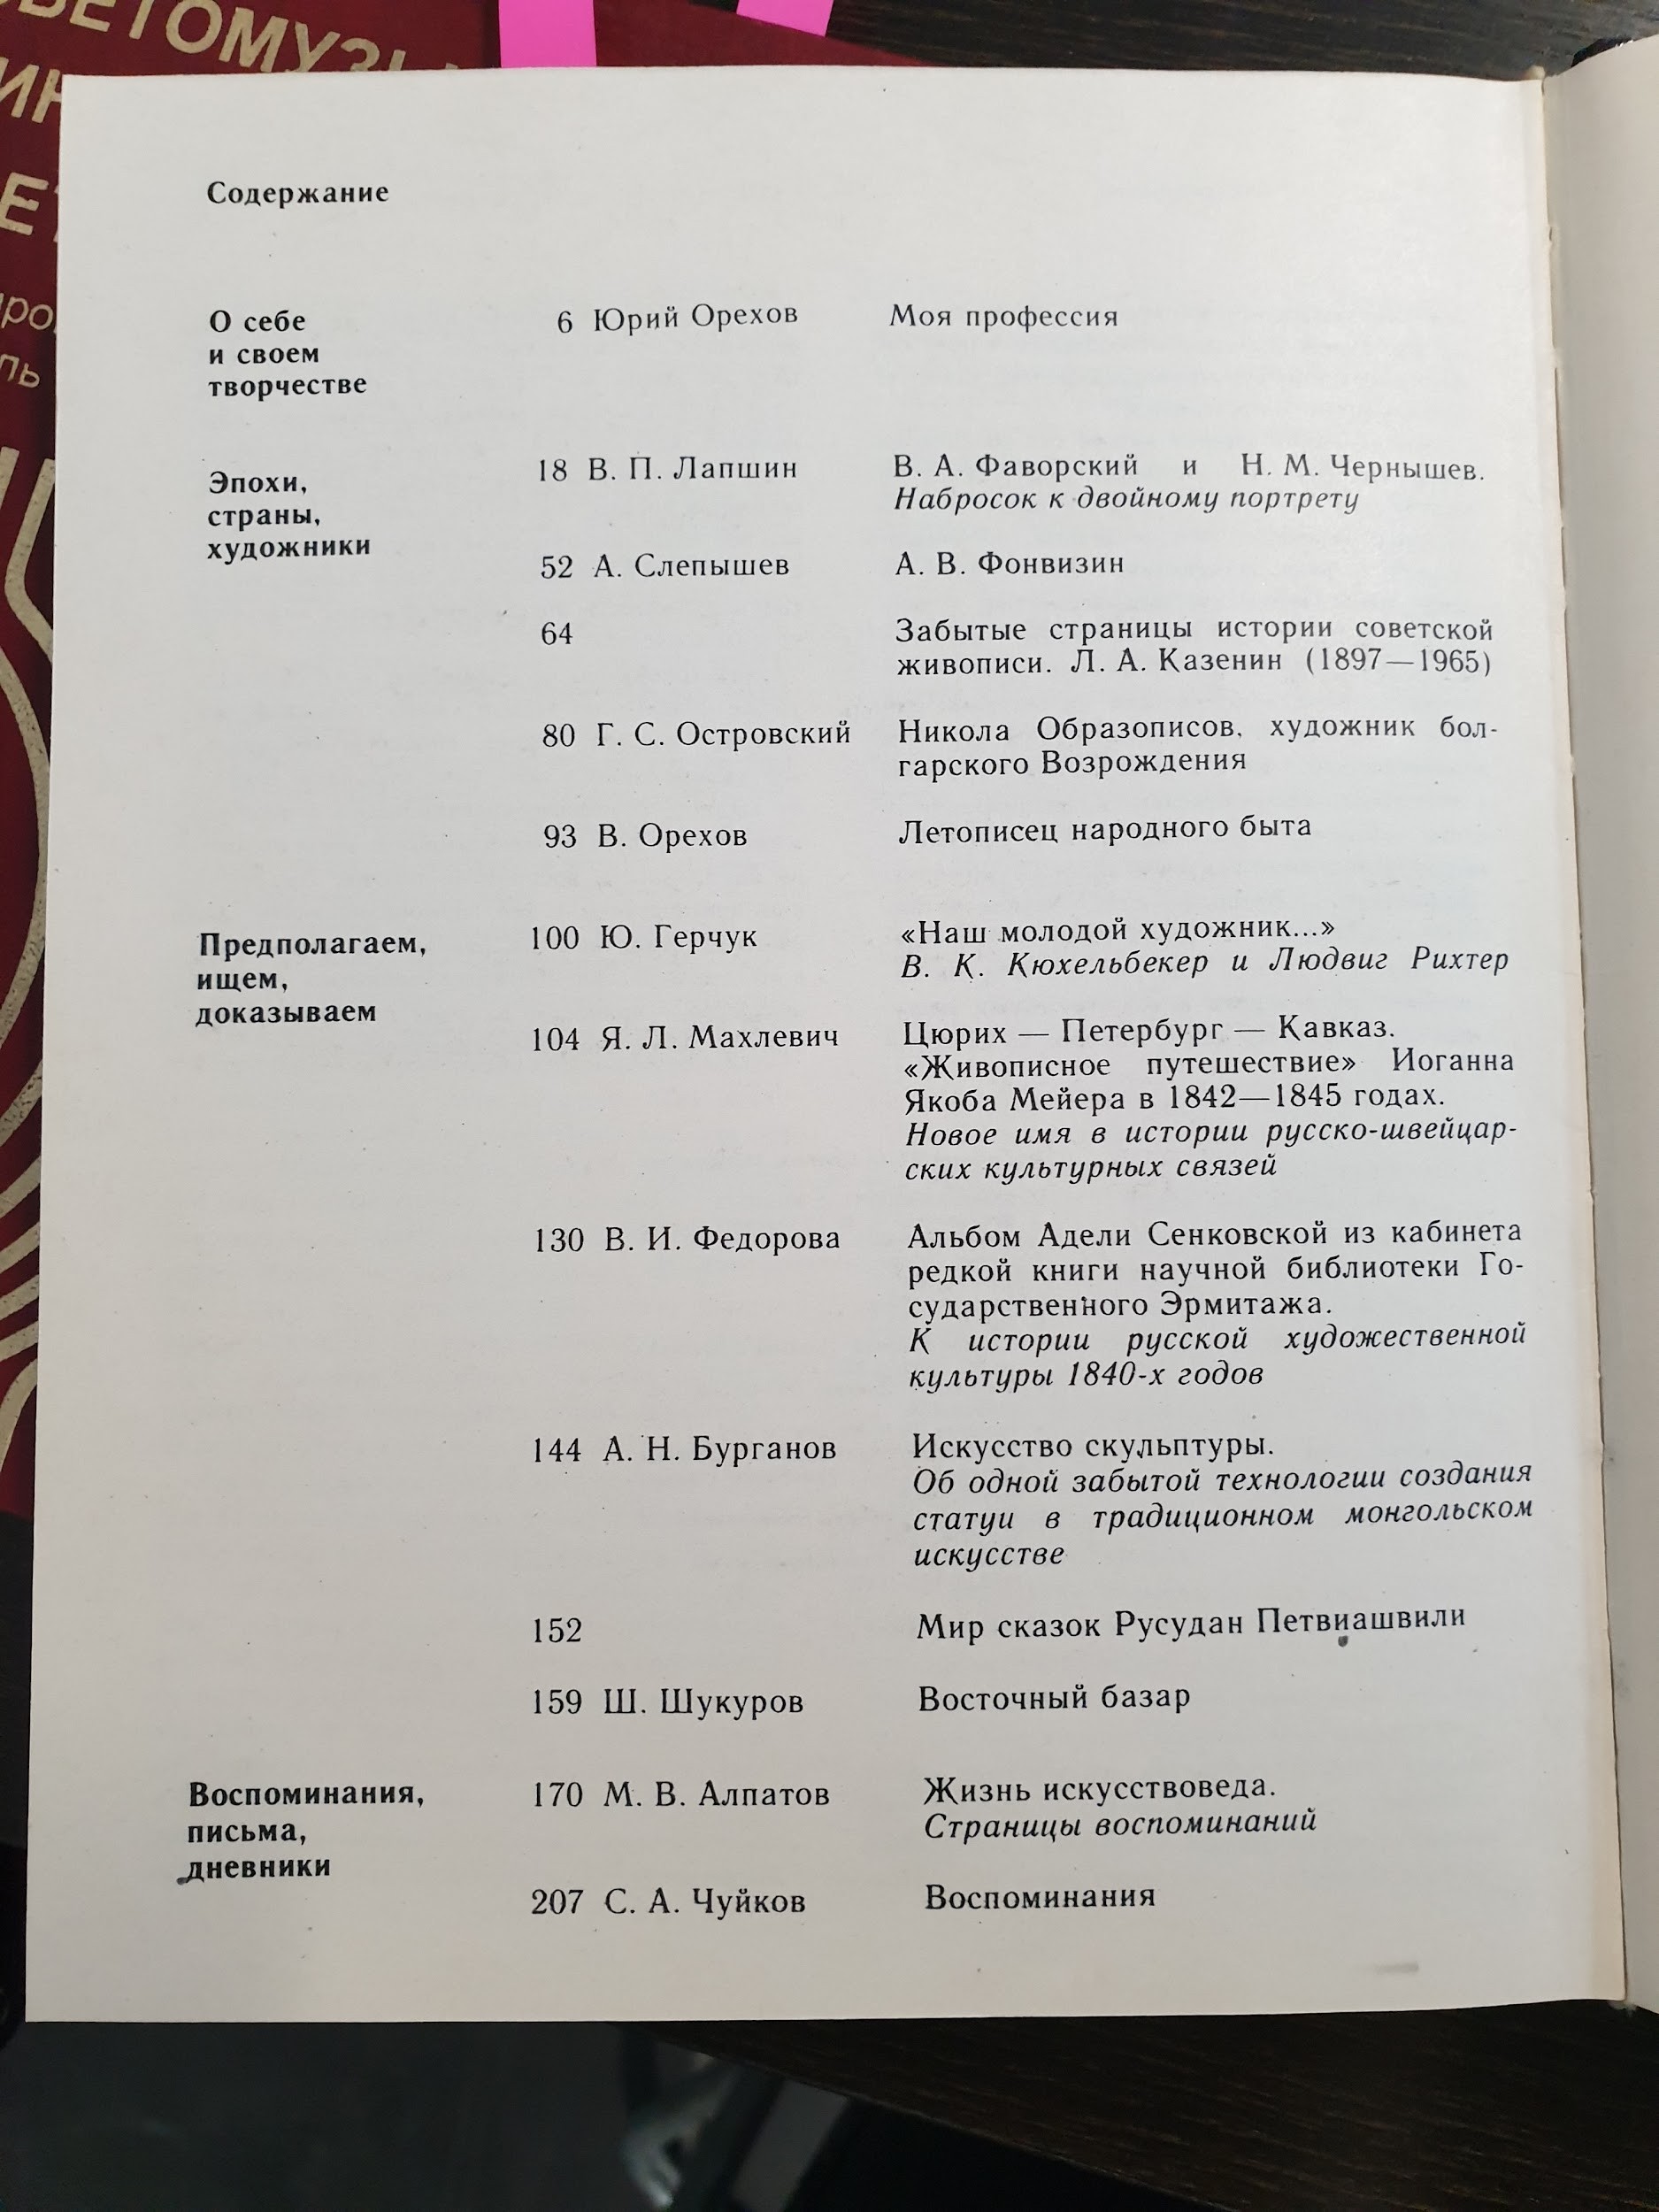 Содержание
О себе
и своем
творчестве
6 Юрий Орехов Моя профессия
Эпохи,
страны,
художники
18 В. П. Лапшин В. А. Фаворский и Н. М. Чернышев.
Набросок к двойному портрету
52 А. Слепышев А. В. Фонвизин
64 Забытые страницы истории советской
живописи. Л. А. Казенин (1897—1965)
80 Г. С. Островский Никола Образописов, художник бол-
гарского Возрождения
93 В. Орехов Летописец народного быта
Предполагаем,
ищем,
доказываем
100 Ю. Герчук «Наш молодой художник...»
В. К. Кюхельбекер и Людвиг Рихтер
104 Я. Л. Махлевич Цюрих — Петербург — Кавказ.
«Живописное путешествие» Иоганна
Якоба Мейера в 1842—1845 годах.
Новое имя в истории русско-швейцар-
ских культурных связей
130 В. И. Федорова Альбом Адели Сенковской из кабинета
редкой книги научной библиотеки Го-
сударственного Эрмитажа.
К истории русской художественной
культуры 1840-х годов
144 А. Н. Бурганов Искусство скульптуры.
Об одной забытой технологии создания
статуи в традиционном монгольском
искусстве
152 Мир сказок Русудан Петвиашвили
159 Ш. Шукуров Восточный базар
Воспоминания,
письма,
дневники
170 М. В. Алпатов Жизнь искусствоведа.
Страницы воспоминаний
207 С. А. Чуйков Воспоминания